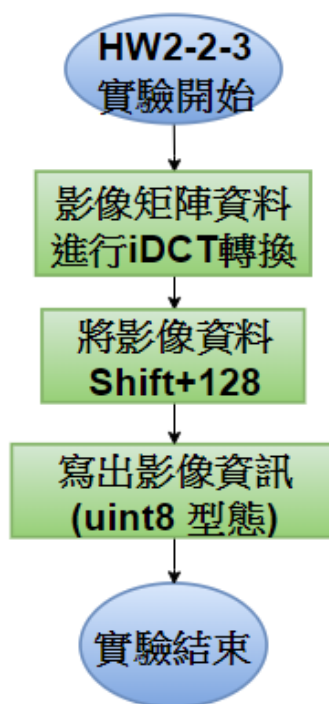 HW2-2-3
實驗開始
影像矩陣資料
進行iDCT轉換
將影像資料
Shift+128
寫出影像資訊
(uint8 型態)
實驗結束